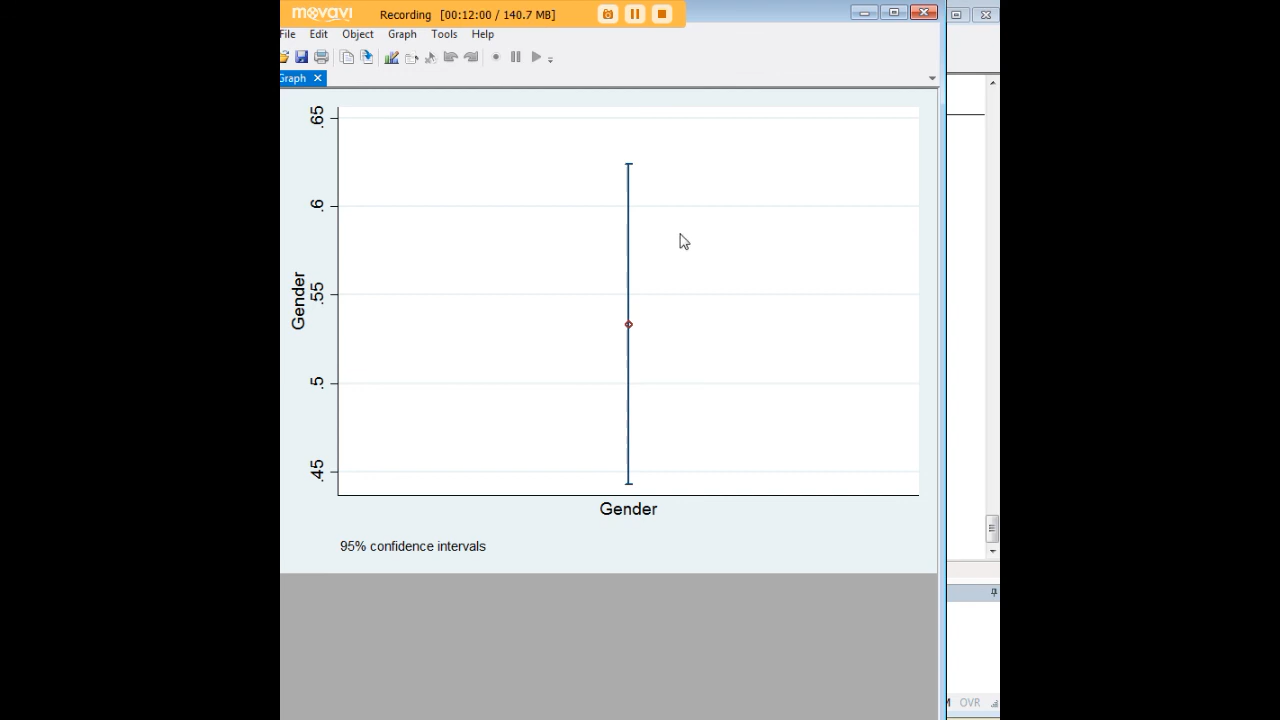 movavi
Recording [00:12:00 / 140.7 MB]
File Edit Object Graph Tools Help
Graph
.65
.6
.55
.5
.45
Gender
Gender
95% confidence intervals
OVR